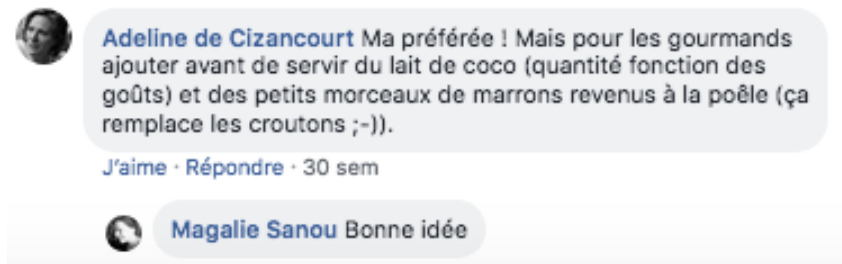 Adeline de Cizancourt Ma préférée ! Mais pour les gourmands
ajouter avant de servir du lait de coco (quantité fonction des
goûts) et des petits morceaux de marrons revenus à la poêle (ça
remplace les croutons ;-)).
J'aime · Répondre · 30 sem
Magalie Sanou Bonne idée